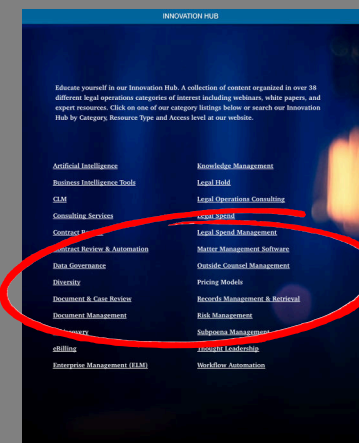 INNOVATION HUB
Educate yourself in our Innovation Hub. A collection of content organized in over 38
different legal operations categories of interest including webinars, white papers, and
expert resources. Click on one of our category listings below or search our Innovation
Hub by Category, Resource Type and Access level at our website.
Artificial Intelligence
Business Intelligence Tools
CLM
Consulting Services
Contract
Contract Review & Automation
Data Governance
Diversity
Document & Case Review
Document Management
eBilling
Enterprise Management (ELM)
Knowledge Management
Legal Hold
Legal Operations Consulting
Legal Spend
Legal Spend Management
Matter Management Software
Outside Counsel Management
Pricing Models
Records Management & Retrieval
Risk Management
Subpoena Management
Thought Leadership
Workflow Automation